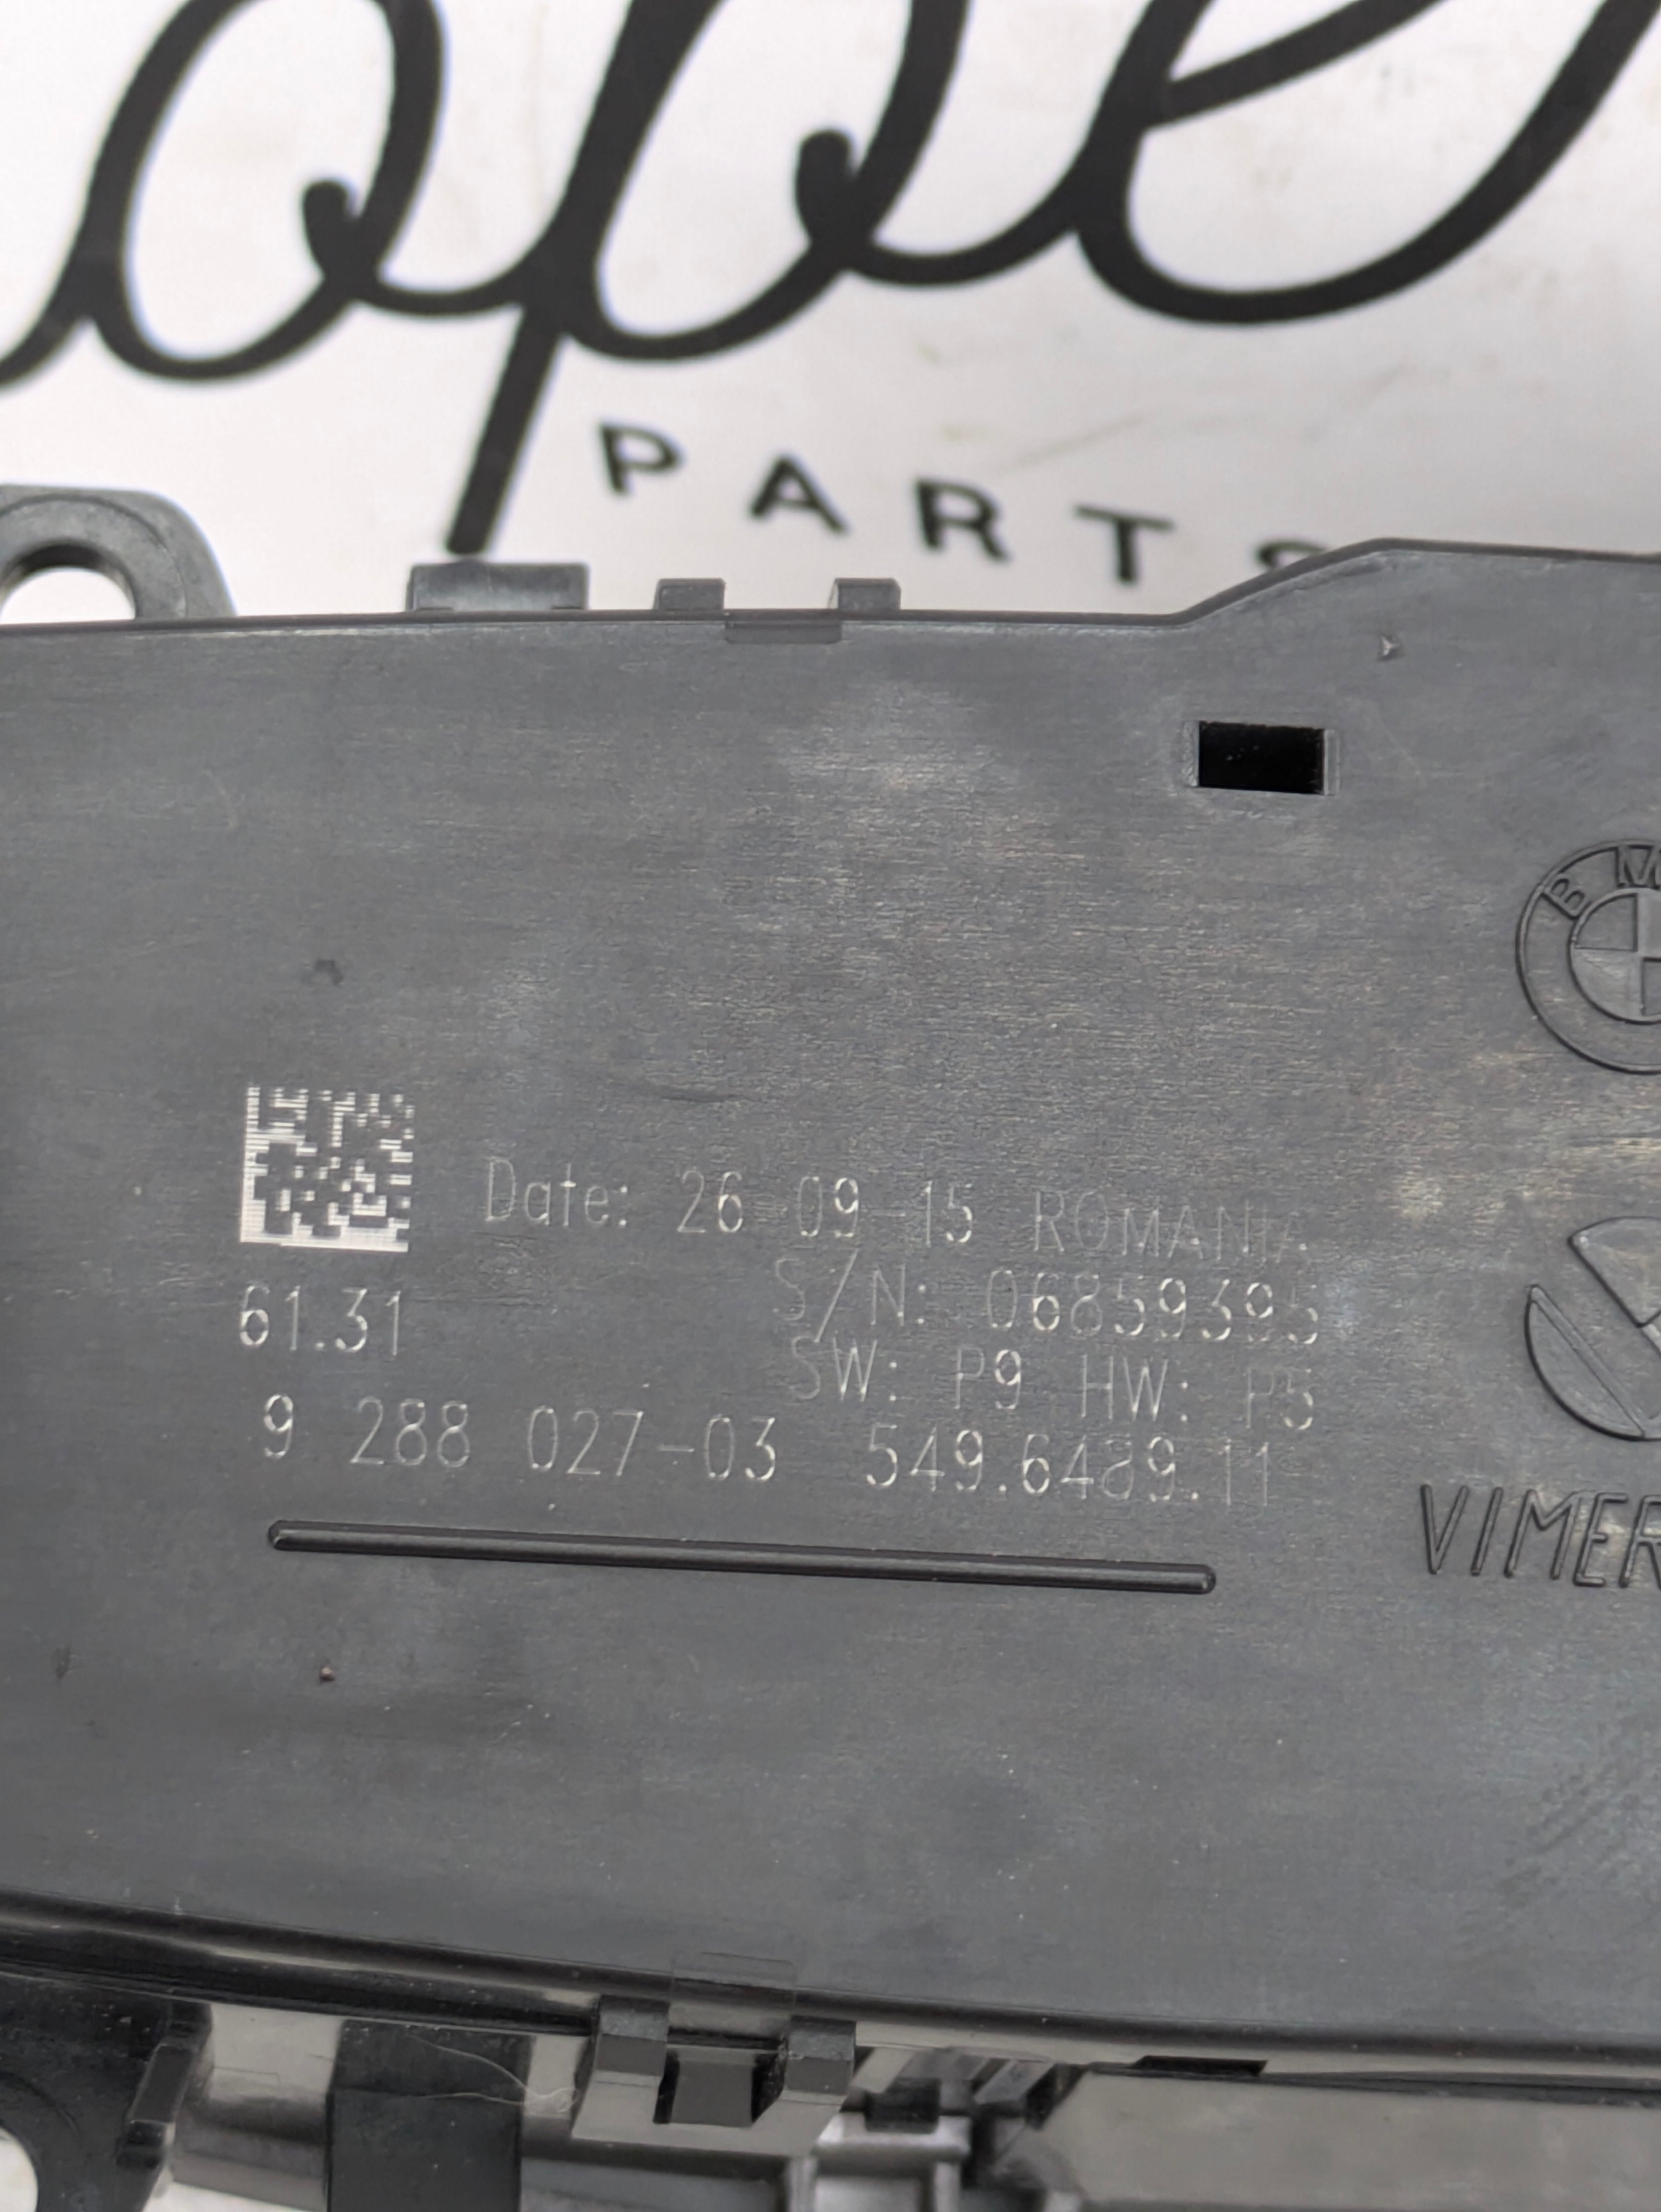 PARTS
BM
Date: 26 09-15 ROMANIA
S/N: 06859395
61.31
SW: P9 HW: P5
9 288 027-03 549.6489.11
VIMER